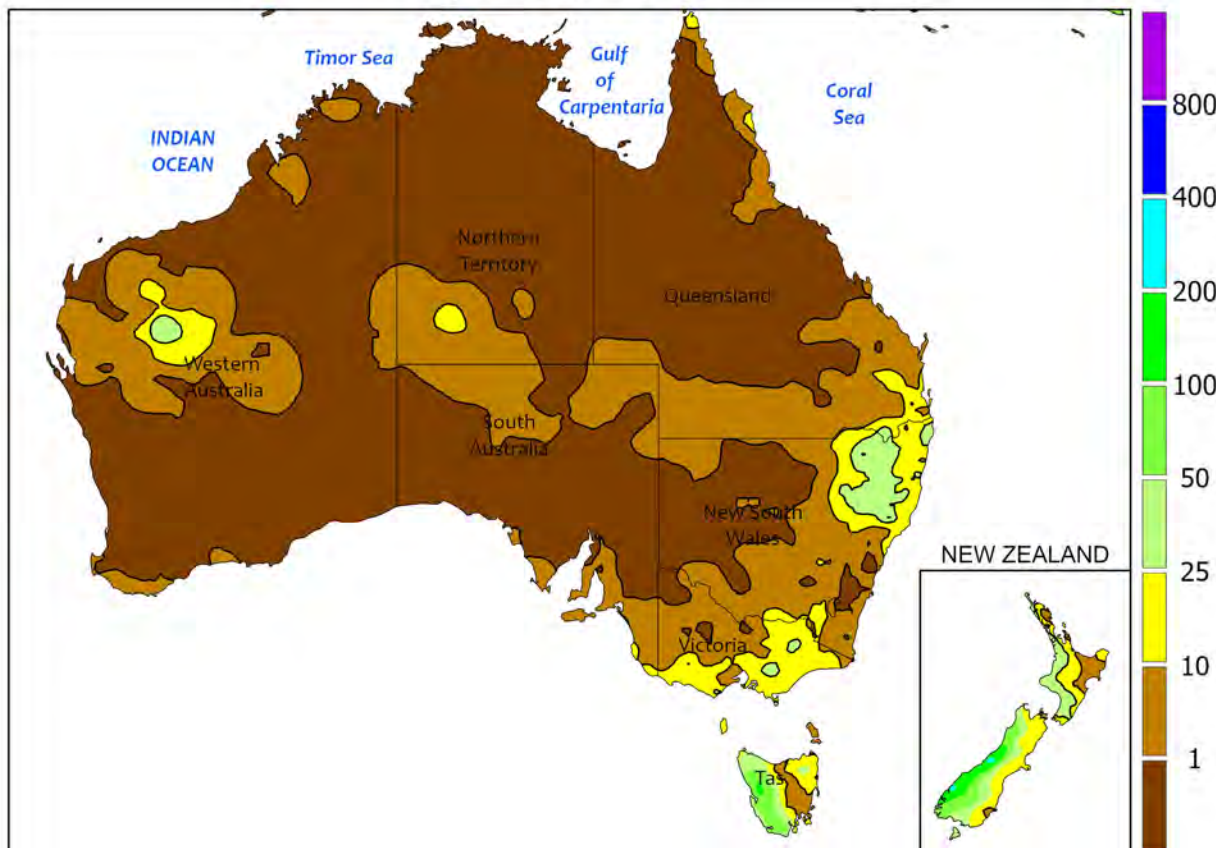 Timor Sea
Gulf
of
Carpentaria
Coral
Sea
INDIAN
OCEAN
Northern
Territory
Queensland
Western
Australia
South
Australia
New South
Wales
Victoria
Tas
NEW ZEALAND
800
400
200
100
50
25
10
1